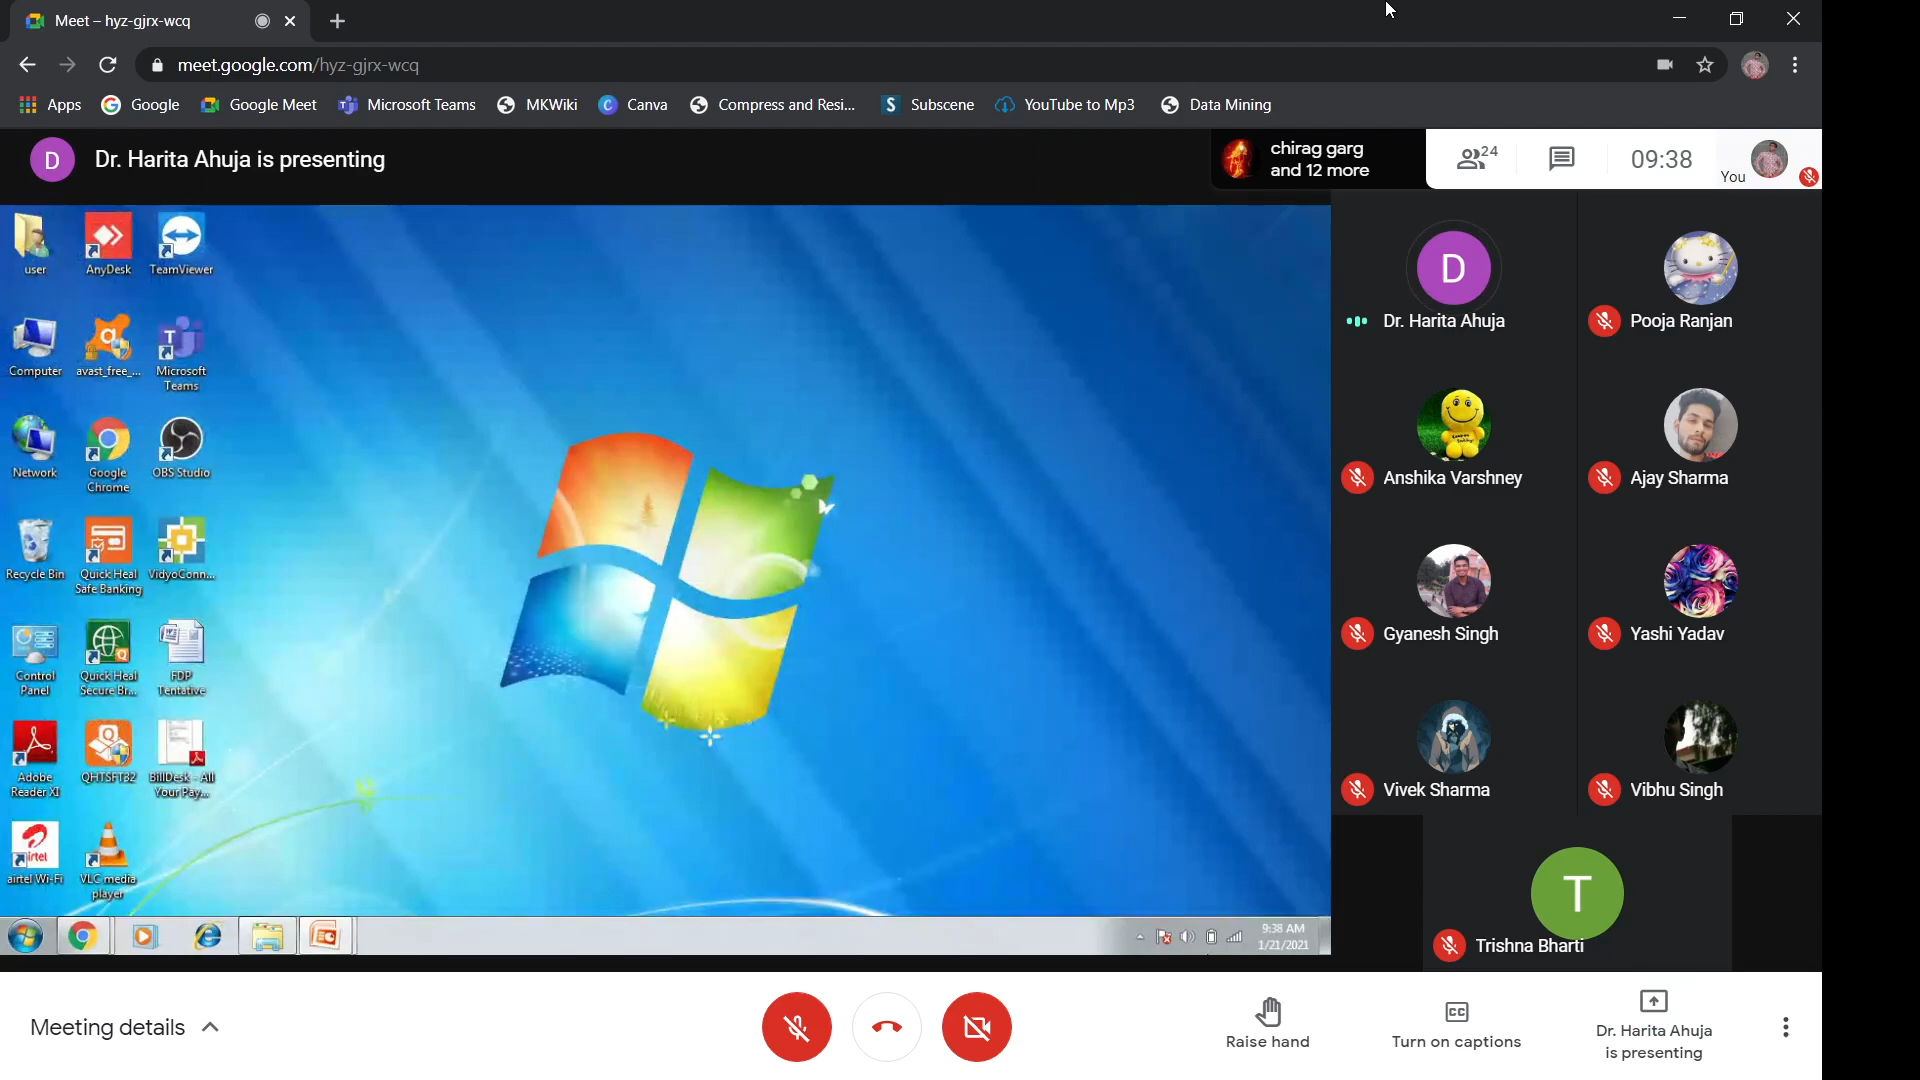 Meet – hyz-gjrx-wcq
meet.google.com/hyz-gjrx-wcq
Apps
Google
Google Meet
Microsoft Teams
MKWiki
Canva
Compress and Resi...
Subscene
YouTube to Mp3
Data Mining
D
Dr. Harita Ahuja is presenting
chirag garg
and 12 more
24
09:38
You
user
AnyDesk
TeamViewer
Computer
avast_free_...
Microsoft
Teams
Network
Google
Chrome
OBS Studio
Recycle Bin
Quick Heal
Safe Banking
VidyoConn...
Control
Panel
Quick Heal
Secure Br...
FDP
Tentative
Adobe
Reader XI
QHTSFT32
BillDesk - All
Your Pay...
airtel
airtel Wi-Fi
VLC media
player
9:38 AM
1/21/2021
D
Dr. Harita Ahuja
Pooja Ranjan
Anshika Varshney
Ajay Sharma
Gyanesh Singh
Yashi Yadav
Vivek Sharma
Vibhu Singh
T
Trishna Bharti
Meeting details
Raise hand
CC
Turn on captions
Dr. Harita Ahuja
is presenting